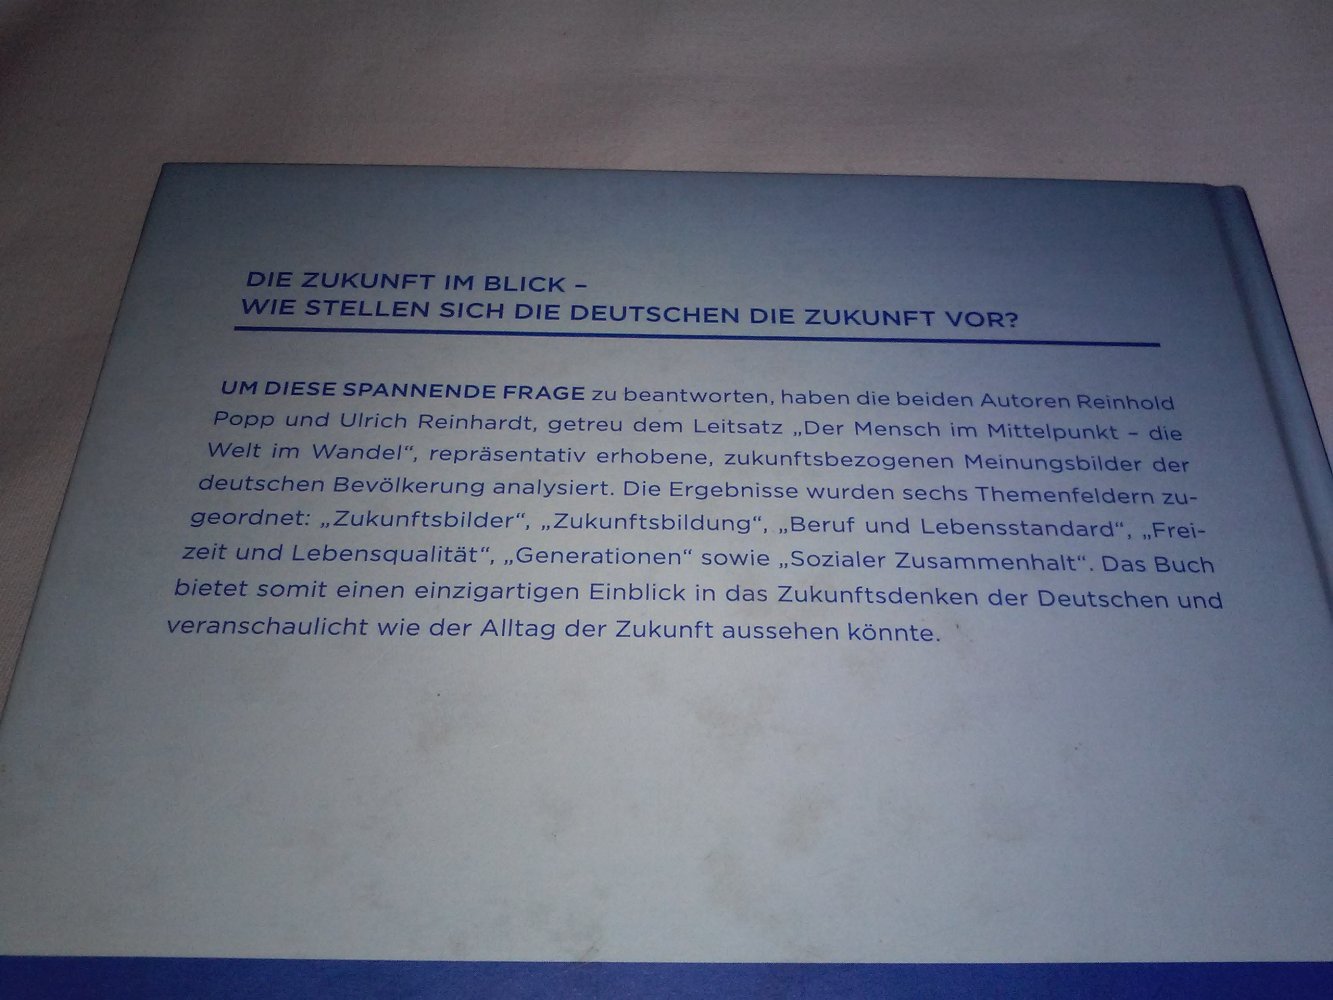 DIE ZUKUNFT IM BLICK –
WIE STELLEN SICH DIE DEUTSCHEN DIE ZUKUNFT VOR?
UM DIESE SPANNENDE FRAGE zu beantworten, haben die beiden Autoren Reinhold
Popp und Ulrich Reinhardt, getreu dem Leitsatz „Der Mensch im Mittelpunkt – die
Welt im Wandel“, repräsentativ erhobene, zukunftsbezogenen Meinungsbilder der
deutschen Bevölkerung analysiert. Die Ergebnisse wurden sechs Themenfeldern zu-
geordnet: „Zukunftsbilder“, „Zukunftsbildung“, „Beruf und Lebensstandard“, „Frei-
zeit und Lebensqualität“, „Generationen“ sowie „Sozialer Zusammenhalt“. Das Buch
bietet somit einen einzigartigen Einblick in das Zukunftsdenken der Deutschen und
veranschaulicht wie der Alltag der Zukunft aussehen könnte.